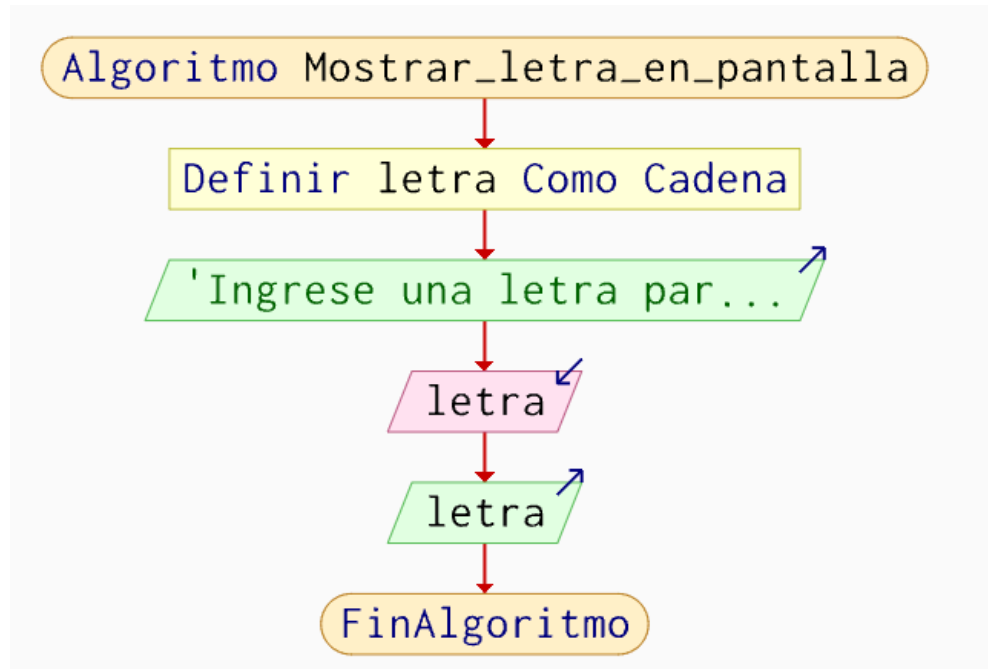 Algoritmo Mostrar_letra_en_pantalla
Definir letra Como Cadena
'Ingrese una letra par...
letra
letra
FinAlgoritmo